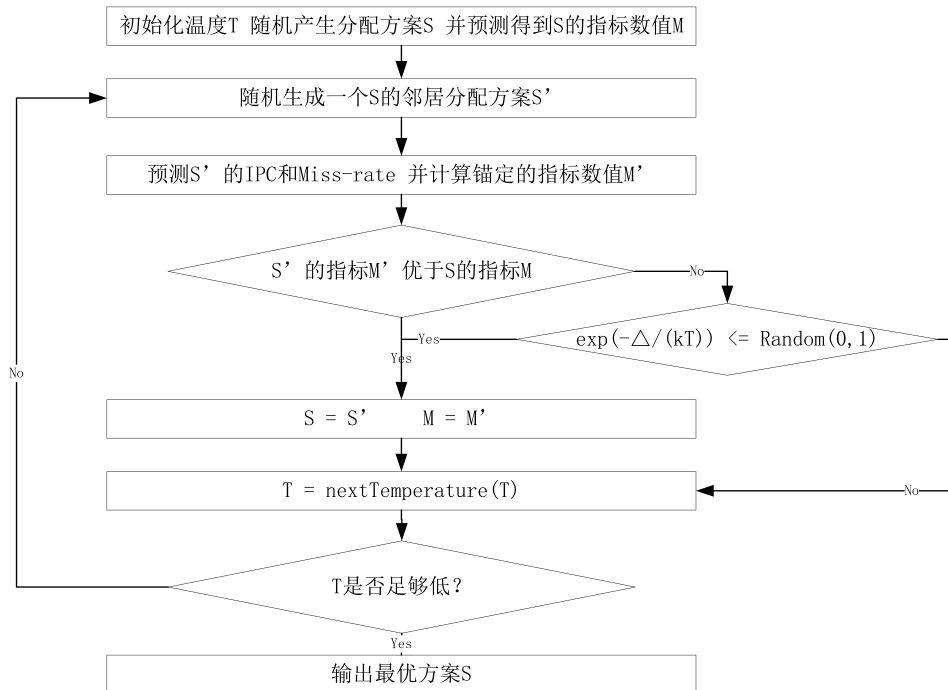 初始化温度T 随机产生分配方案S 并预测得到S的指标数值M
随机生成一个S的邻居分配方案S’
预测S’的IPC和Miss-rate 并计算锚定的指标数值M’
S’的指标M’优于S的指标M
No
exp(-△/(kT)) <= Random(0,1)
Yes
Yes
No
S = S’ M = M’
T = nextTemperature(T)
No
T是否足够低？
Yes
输出最优方案S